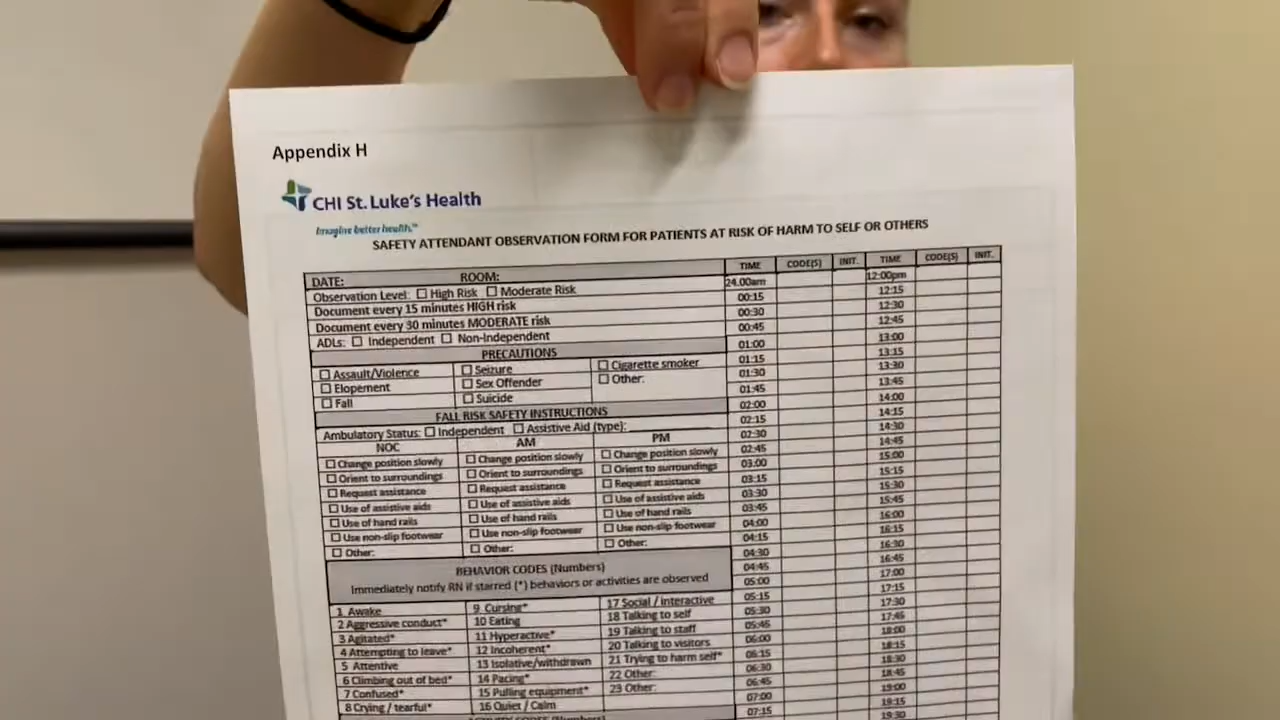 Appendix H
CHI St. Luke's Health
Imagine better health.™
SAFETY ATTENDANT OBSERVATION FORM FOR PATIENTS AT RISK OF HARM TO SELF OR OTHERS
DATE: ROOM:
Observation Level: ☐ High Risk ☐ Moderate Risk
Document every 15 minutes HIGH risk
Document every 30 minutes MODERATE risk
ADLs: ☐ Independent ☐ Non-Independent
PRECAUTIONS
☐ Assault/Violence ☐ Seizure ☐ Cigarette smoker
☐ Elopement ☐ Sex Offender ☐ Other:
☐ Fall ☐ Suicide
FALL RISK SAFETY INSTRUCTIONS
Ambulatory Status: ☐ Independent ☐ Assistive Aid (type):
NOC AM PM
☐ Change position slowly ☐ Change position slowly ☐ Change position slowly
☐ Orient to surroundings ☐ Orient to surroundings ☐ Orient to surroundings
☐ Request assistance ☐ Request assistance ☐ Request assistance
☐ Use of assistive aids ☐ Use of assistive aids ☐ Use of assistive aids
☐ Use of hand rails ☐ Use of hand rails ☐ Use of hand rails
☐ Use non-slip footwear ☐ Use non-slip footwear ☐ Use non-slip footwear
☐ Other: ☐ Other: ☐ Other:
BEHAVIOR CODES (Numbers)
Immediately notify RN if starred (*) behaviors or activities are observed
1 Awake 9 Cursing* 17 Social / interactive
2 Aggressive conduct* 10 Eating 18 Talking to self
3 Agitated* 11 Hyperactive* 19 Talking to staff
4 Attempting to leave* 12 Incoherent* 20 Talking to visitors
5 Attentive 13 Isolative/withdrawn 21 Trying to harm self*
6 Climbing out of bed* 14 Pacing* 22 Other:
7 Confused* 15 Pulling equipment* 23 Other:
8 Crying / tearful* 16 Quiet / Calm
TIME CODE(S) INIT. TIME CODE(S) INIT.
24.00am 12:00pm
00:15 12:15
00:30 12:30
00:45 12:45
01:00 13:00
01:15 13:15
01:30 13:30
01:45 13:45
02:00 14:00
02:15 14:15
02:30 14:30
02:45 14:45
03:00 15:00
03:15 15:15
03:30 15:30
03:45 15:45
04:00 16:00
04:15 16:15
04:30 16:30
04:45 16:45
05:00 17:00
05:15 17:15
05:30 17:30
05:45 17:45
06:00 18:00
06:15 18:15
06:30 18:30
06:45 18:45
07:00 19:00
07:15 19:15
19:30